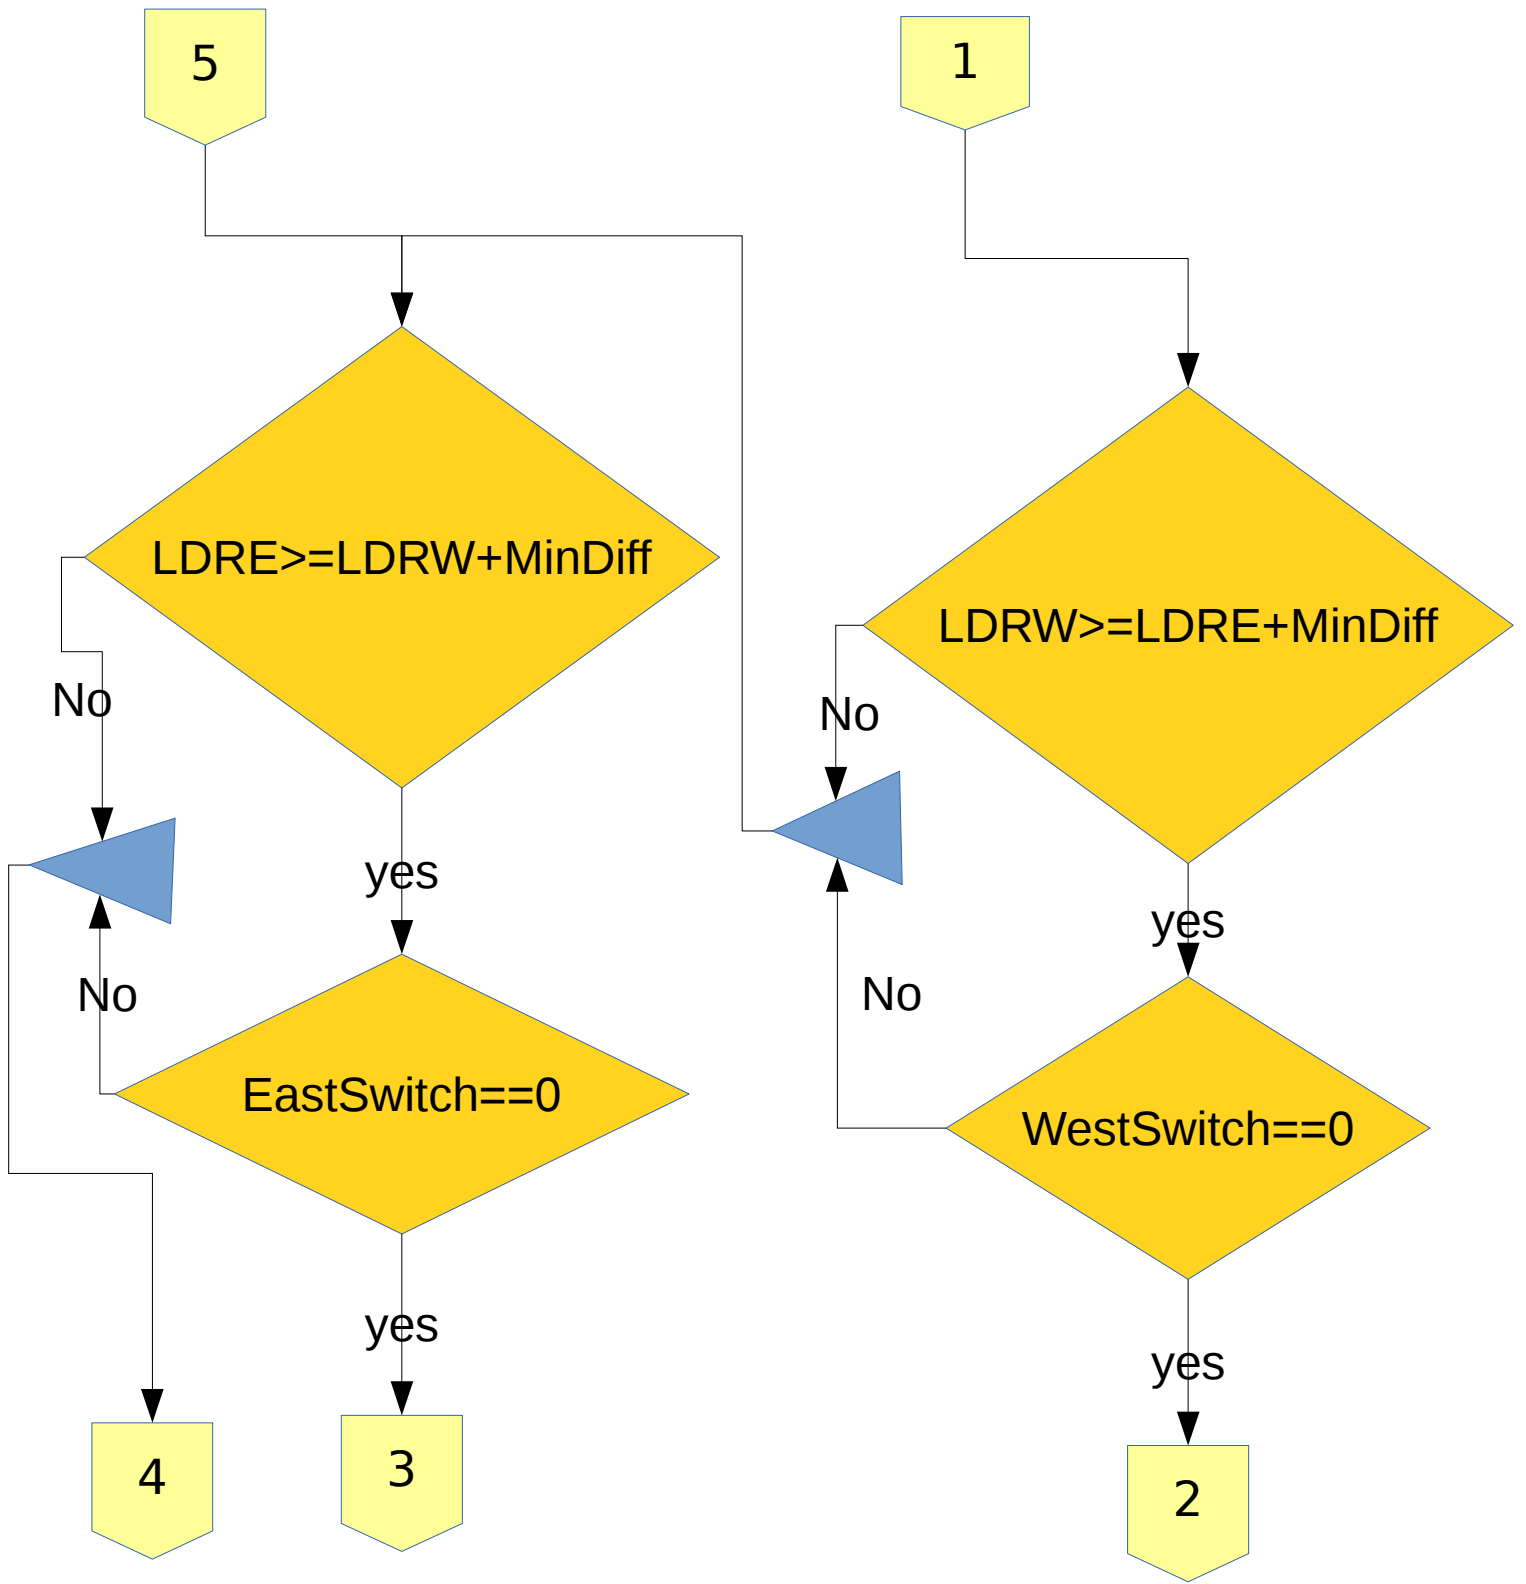 5
1
LDRE>=LDRW+MinDiff
LDRW>=LDRE+MinDiff
No
No
yes
yes
No
No
EastSwitch==0
WestSwitch==0
yes
yes
4
3
2